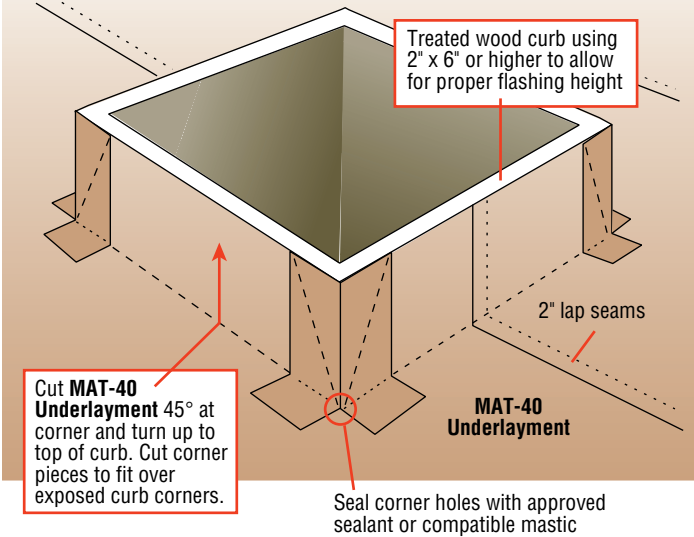 Treated wood curb using
2" x 6" or higher to allow
for proper flashing height
2" lap seams
Cut MAT-40
Underlayment 45° at
corner and turn up to
top of curb. Cut corner
pieces to fit over
exposed curb corners.
MAT-40
Underlayment
Seal corner holes with approved
sealant or compatible mastic